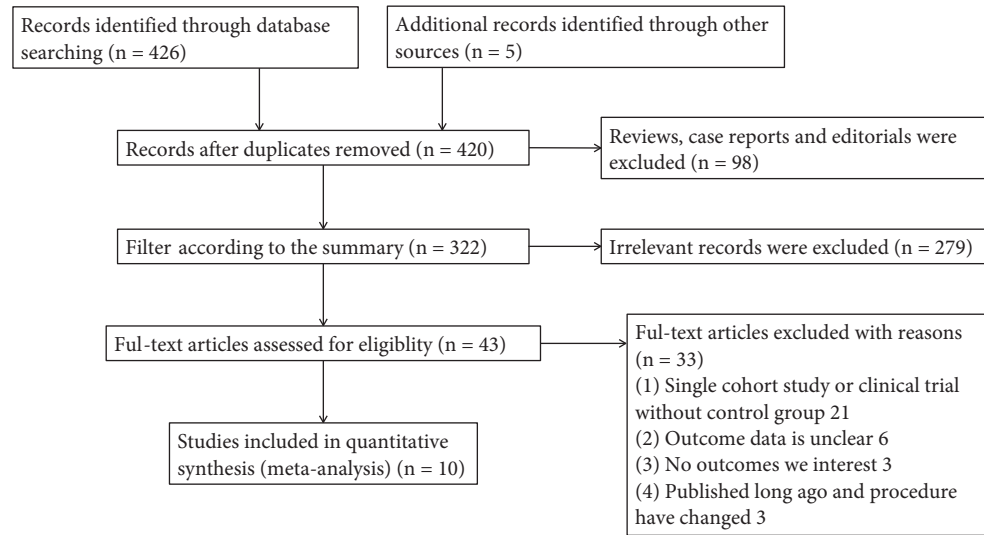 Records identified through database
searching (n = 426)
Additional records identified through other
sources (n = 5)
Records after duplicates removed (n = 420)
Reviews, case reports and editorials were
excluded (n = 98)
Filter according to the summary (n = 322)
Irrelevant records were excluded (n = 279)
Ful-text articles assessed for eligiblity (n = 43)
Ful-text articles excluded with reasons
(n = 33)
(1) Single cohort study or clinical trial
without control group 21
(2) Outcome data is unclear 6
(3) No outcomes we interest 3
(4) Published long ago and procedure
have changed 3
Studies included in quantitative
synthesis (meta-analysis) (n = 10)